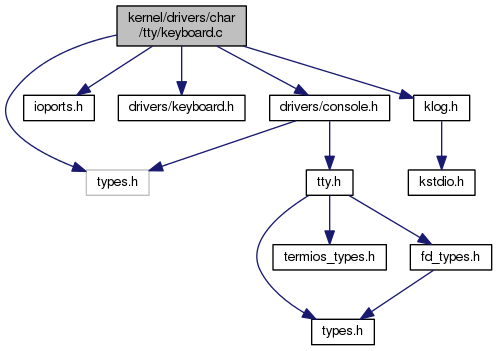 kernel/drivers/char
/tty/keyboard.c
ioports.h
drivers/keyboard.h
drivers/console.h
klog.h
types.h
tty.h
kstdio.h
termios_types.h
fd_types.h
types.h